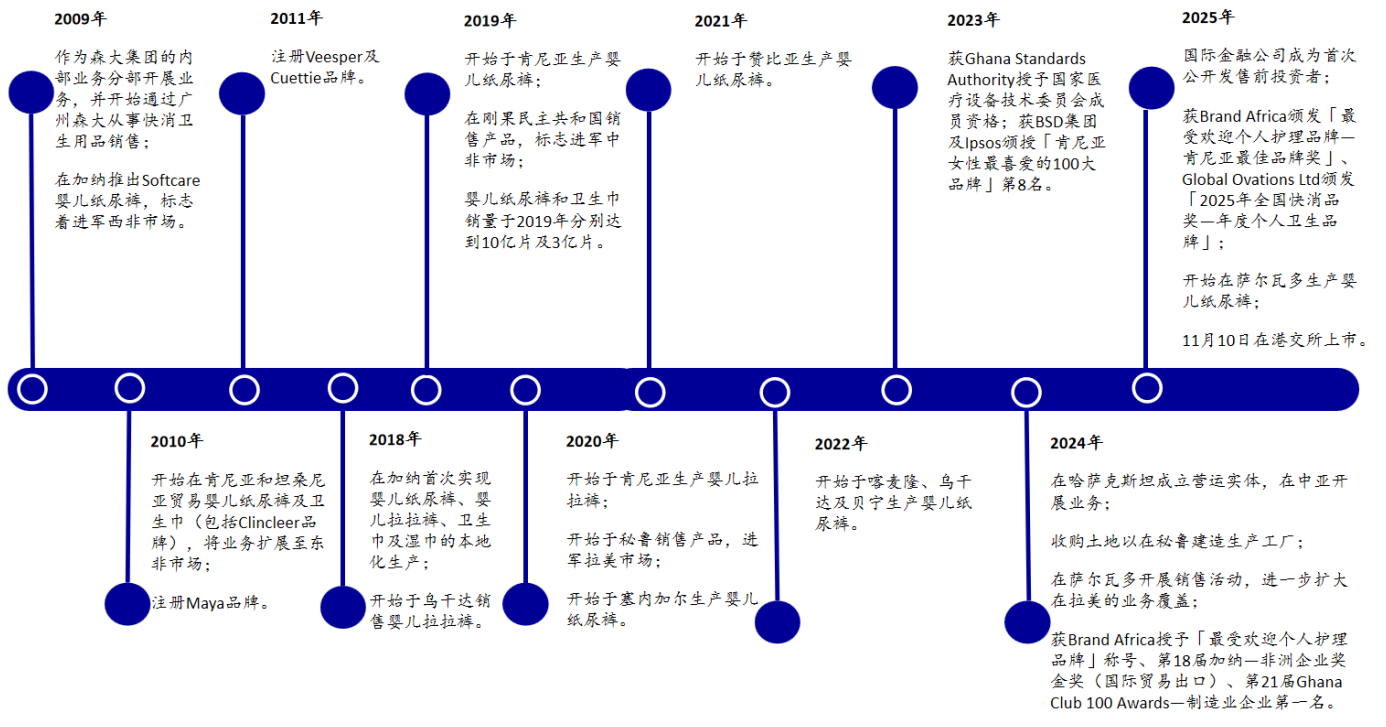 2009年
作为森大集团的内
部业务分部开展业
务，并开始通过广
州森大从事快消卫
生用品销售；
在加纳推出Softcare
婴儿纸尿裤，标志
着进军西非市场。
2011年
注册Veesper及
Cuettie品牌。
2019年
开始于肯尼亚生产婴
儿纸尿裤；
在刚果民主共和国销
售产品，标志进军中
非市场；
婴儿纸尿裤和卫生巾
销量于2019年分别达
到10亿片及3亿片。
2021年
开始于赞比亚生产婴
儿纸尿裤。
2023年
获Ghana Standards
Authority授予国家医
疗设备技术委员会成
员资格；获BSD集团
及Ipsos颁授「肯尼亚
女性最喜爱的100大
品牌」第8名。
2025年
国际金融公司成为首次
公开发售前投资者；
获Brand Africa颁发「最
受欢迎个人护理品牌—
肯尼亚最佳品牌奖」、
Global Ovations Ltd颁发
「2025年全国快消品
奖—年度个人卫生品
牌」；
开始在萨尔瓦多生产婴
儿纸尿裤；
11月10日在港交所上市。
2010年
开始在肯尼亚和坦桑尼
亚贸易婴儿纸尿裤及卫
生巾（包括Clincleer品
牌），将业务扩展至东
非市场；
注册Maya品牌。
2018年
在加纳首次实现
婴儿纸尿裤、婴
儿拉拉裤、卫生
巾及湿巾的本地
化生产；
开始于乌干达销
售婴儿拉拉裤。
2020年
开始于肯尼亚生产婴儿拉
拉裤；
开始于秘鲁销售产品，进
军拉美市场；
开始于塞内加尔生产婴儿
纸尿裤。
2022年
开始于喀麦隆、乌干
达及贝宁生产婴儿纸
尿裤。
2024年
在哈萨克斯坦成立营运实体，在中亚开
展业务；
收购土地以在秘鲁建造生产工厂；
在萨尔瓦多开展销售活动，进一步扩大
在拉美的业务覆盖；
获Brand Africa授予「最受欢迎个人护理
品牌」称号、第18届加纳—非洲企业奖
金奖（国际贸易出口）、第21届Ghana
Club 100 Awards—制造业企业第一名。